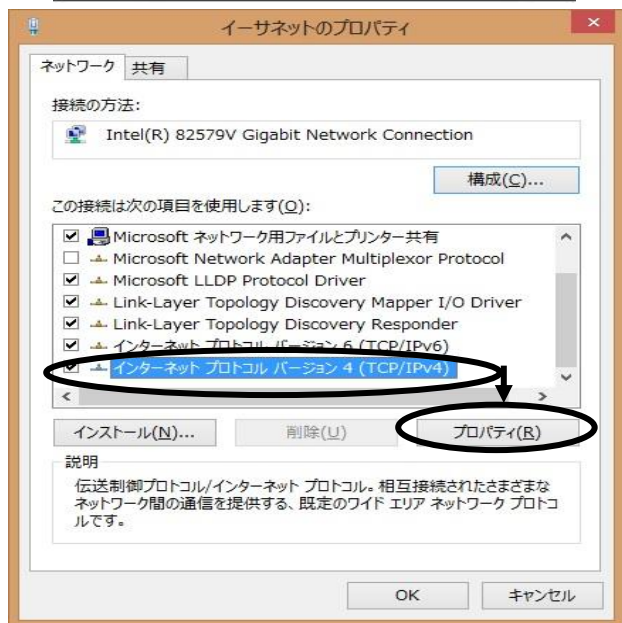 イーサネットのプロパティ
ネットワーク 共有
接続の方法:
Intel(R) 82579V Gigabit Network Connection
構成(C)...
この接続は次の項目を使用します(O):
Microsoft ネットワーク用ファイルとプリンター共有
Microsoft Network Adapter Multiplexor Protocol
Microsoft LLDP Protocol Driver
Link-Layer Topology Discovery Mapper I/O Driver
Link-Layer Topology Discovery Responder
インターネット プロトコル バージョン 6 (TCP/IPv6)
インターネット プロトコル バージョン 4 (TCP/IPv4)
インストール(N)... 削除(U) プロパティ(R)
説明
伝送制御プロトコル/インターネット プロトコル。相互接続されたさまざまな
ネットワーク間の通信を提供する、既定のワイド エリア ネットワーク プロトコ
ルです。
OK キャンセル